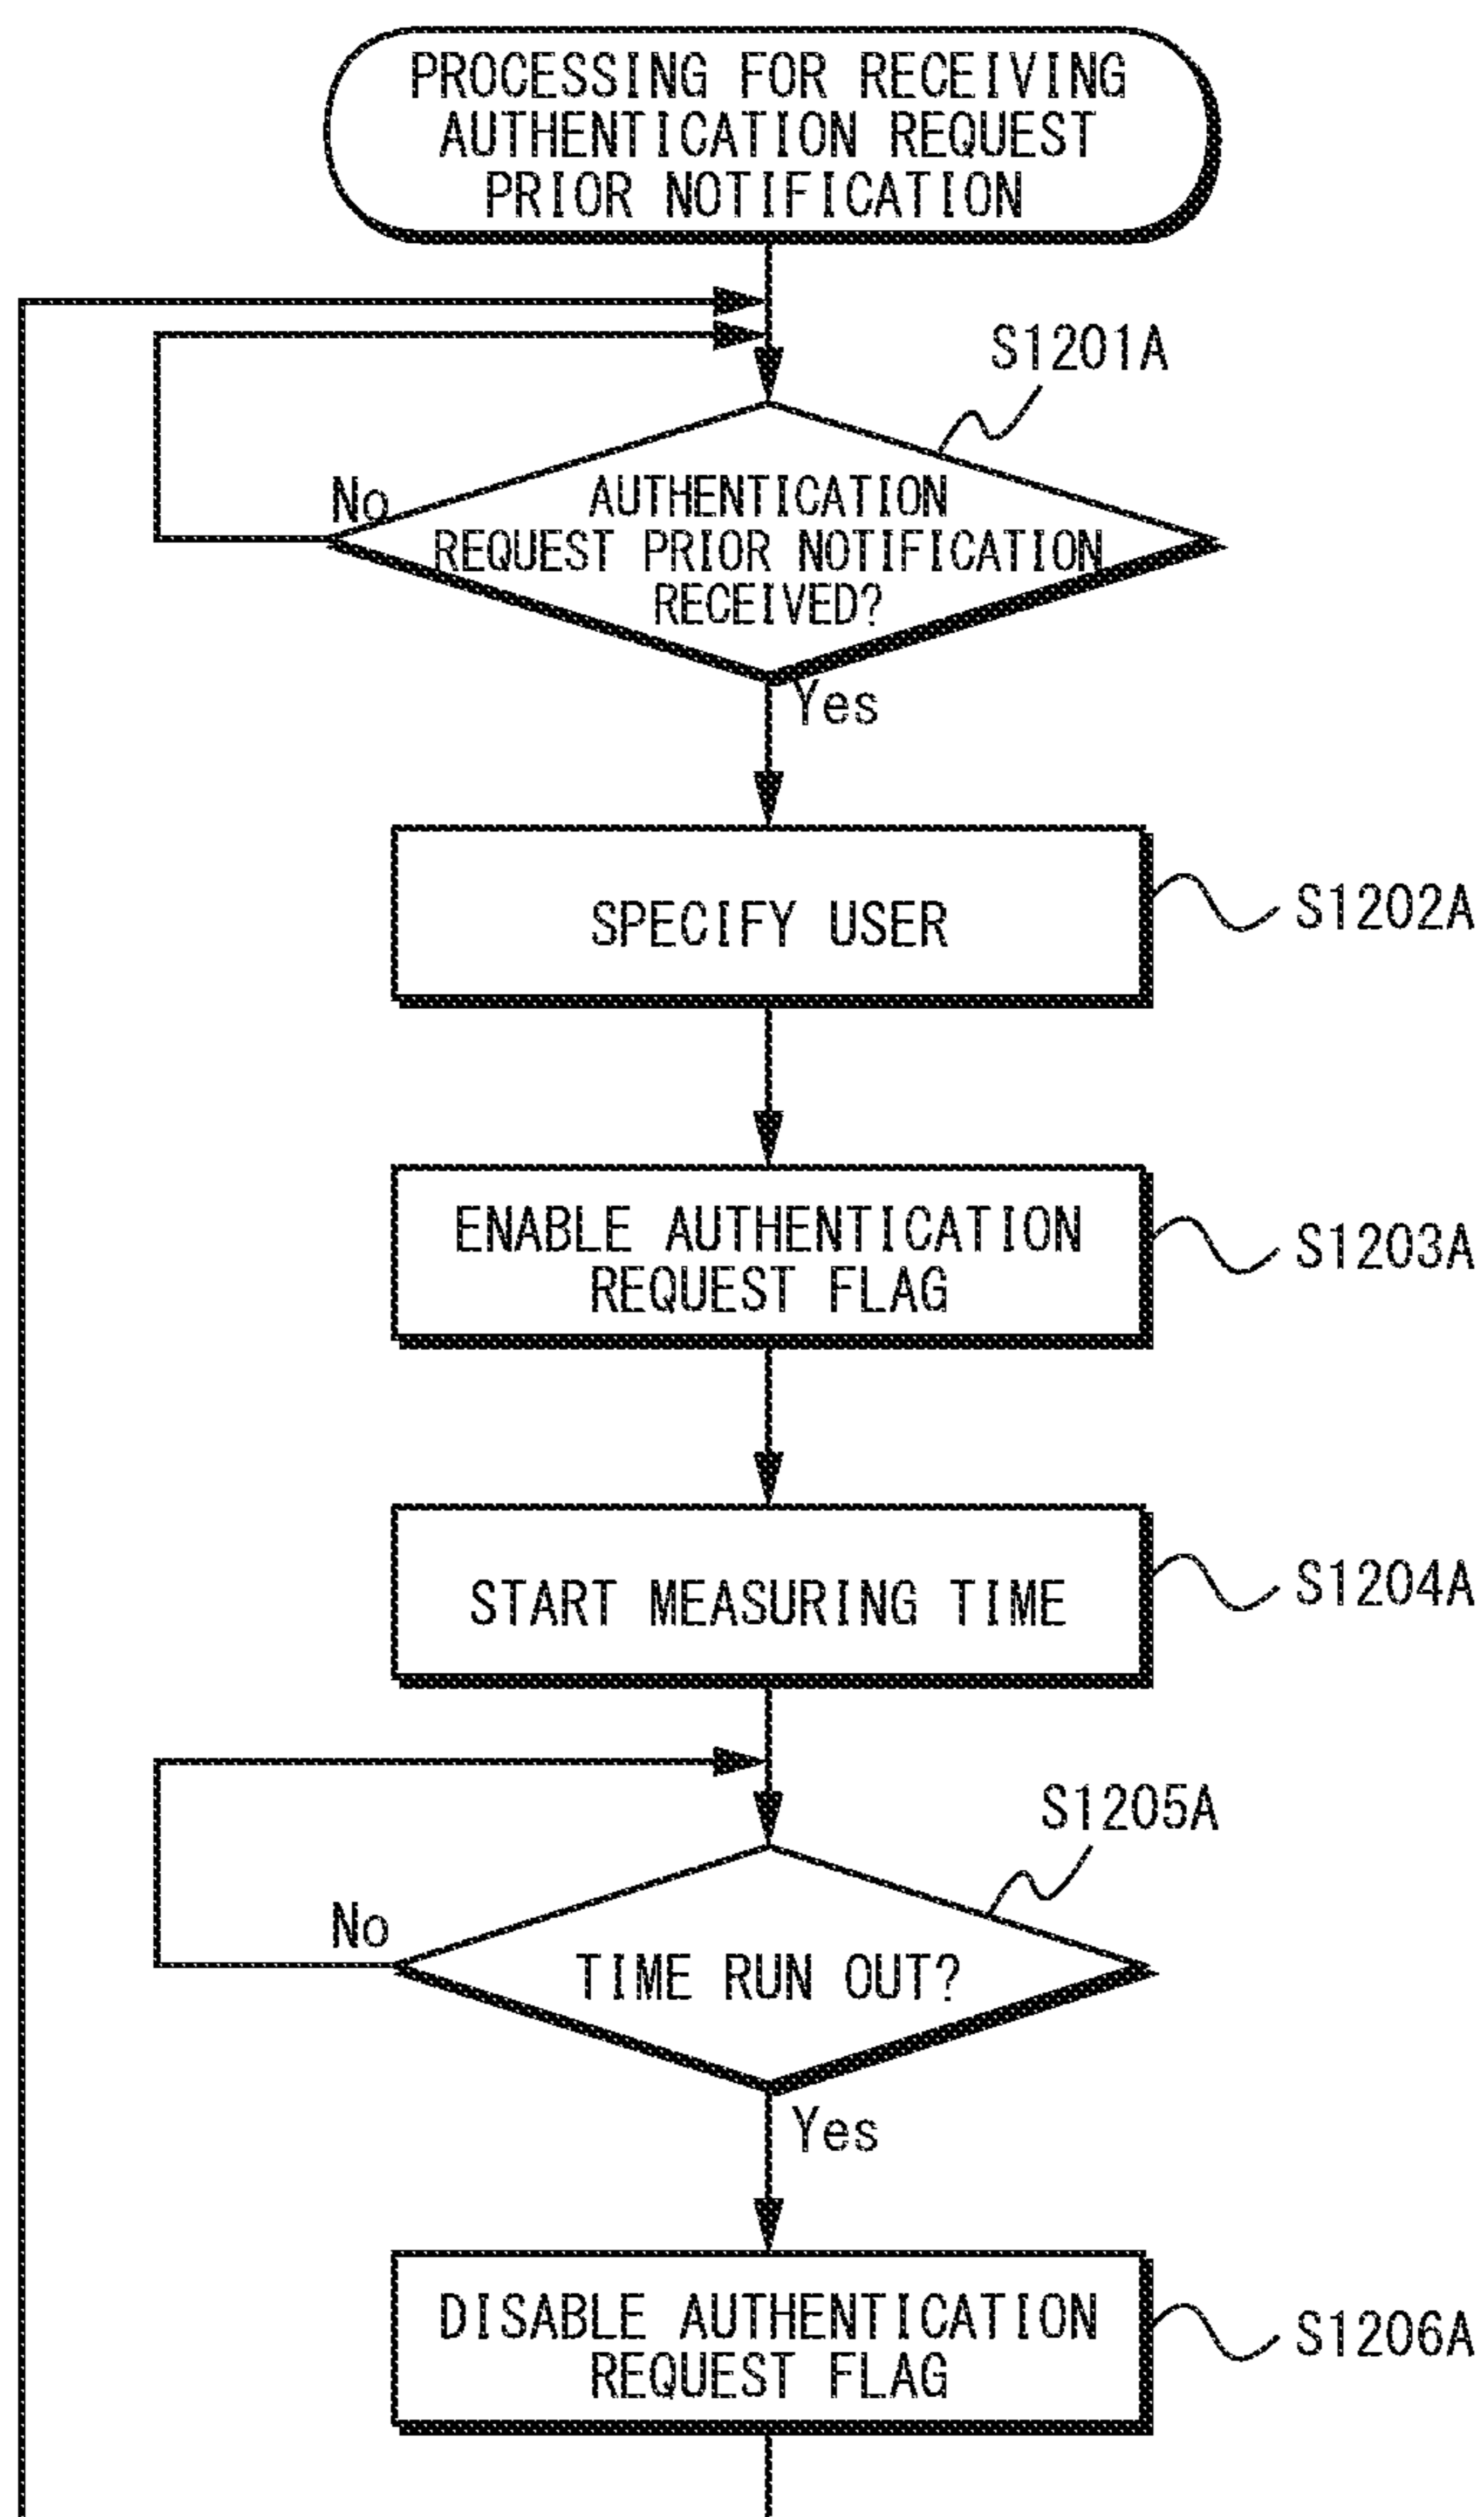 PROCESSING FOR RECEIVING
AUTHENTICATION REQUEST
PRIOR NOTIFICATION
S1201A
No
AUTHENTICATION
REQUEST PRIOR NOTIFICATION
RECEIVED?
Yes
SPECIFY USER
S1202A
ENABLE AUTHENTICATION
REQUEST FLAG
S1203A
START MEASURING TIME
S1204A
S1205A
No
TIME RUN OUT?
Yes
DISABLE AUTHENTICATION
REQUEST FLAG
S1206A